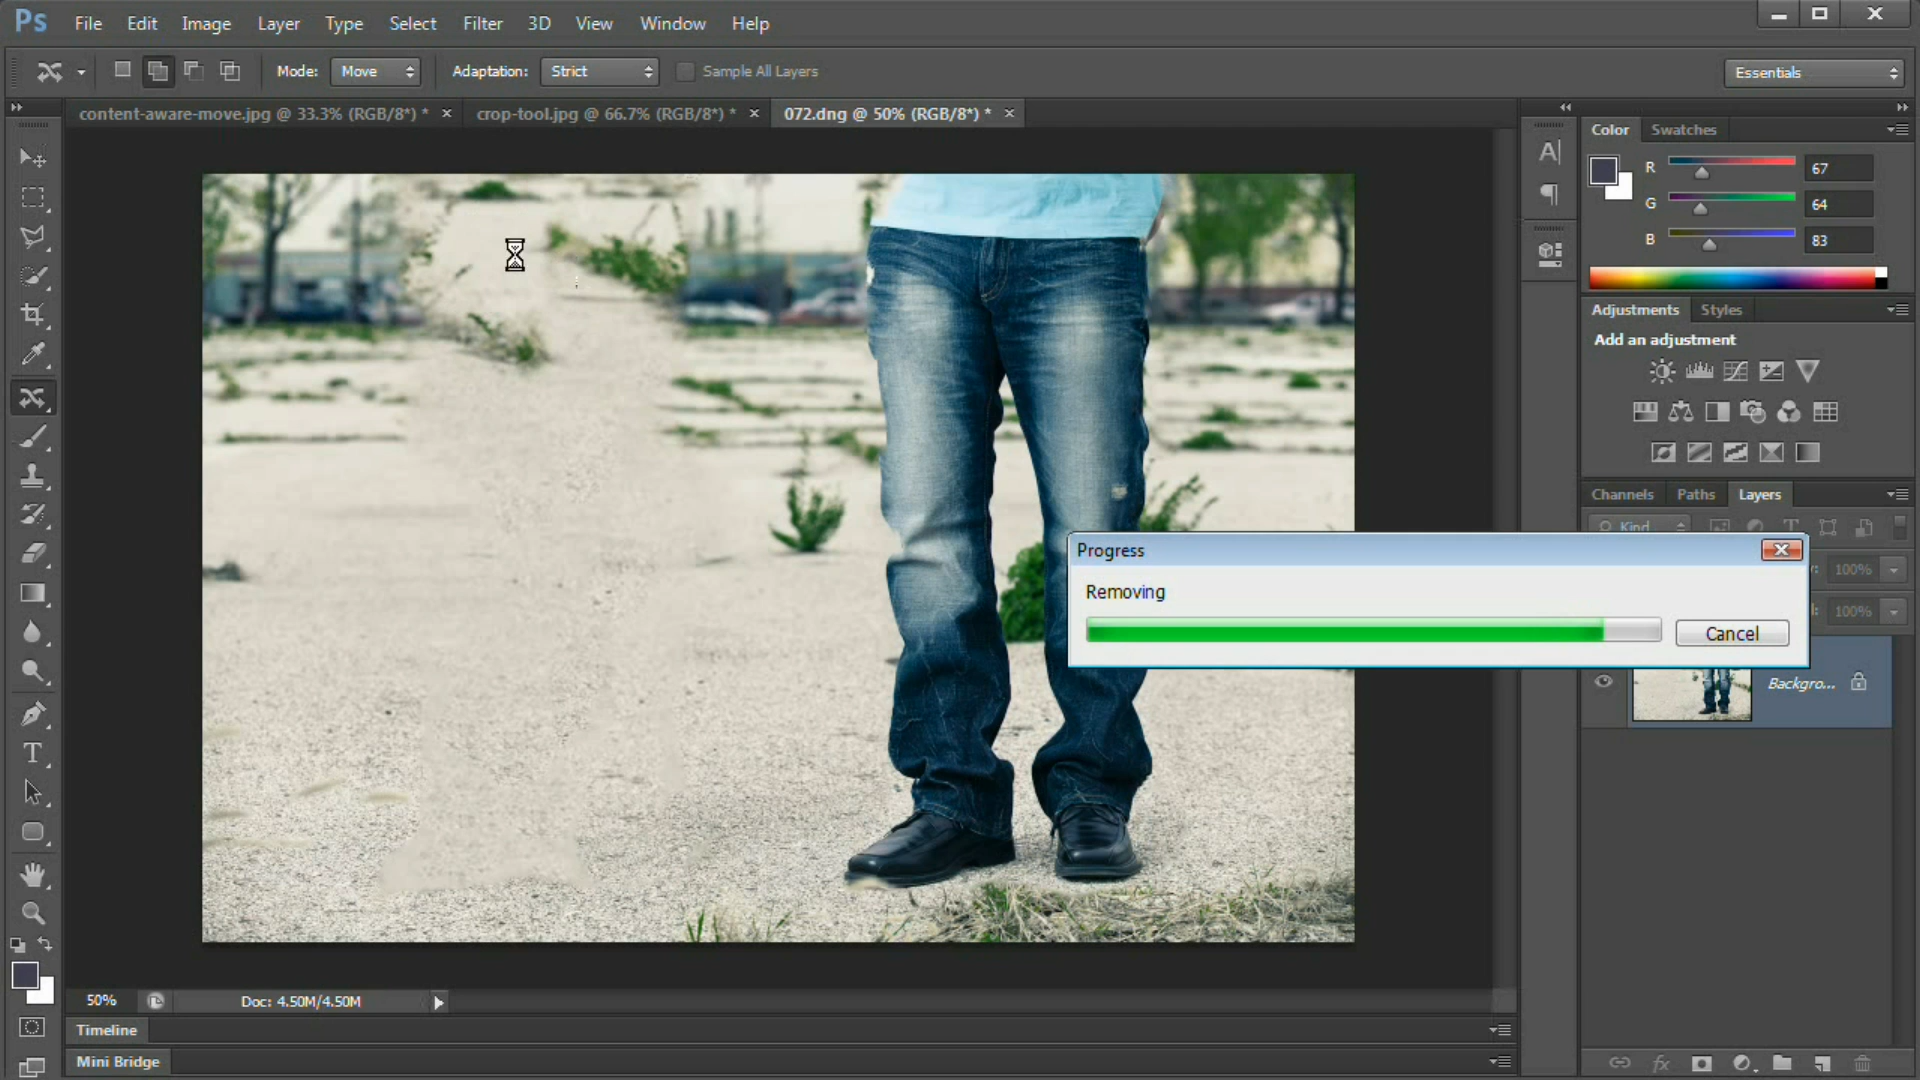 Ps File Edit Image Layer Type Select Filter 3D View Window Help
Mode: Move Adaptation: Strict Sample All Layers Essentials
content-aware-move.jpg @ 33.3% (RGB/8*) * × crop-tool.jpg @ 66.7% (RGB/8*) * × 072.dng @ 50% (RGB/8*) * ×
Color Swatches
R 67
G 64
B 83
Adjustments Styles
Add an adjustment
Channels Paths Layers
Kind
Progress
100%
Removing
100%
Cancel
Backgro...
50% Doc: 4.50M/4.50M
Timeline
Mini Bridge